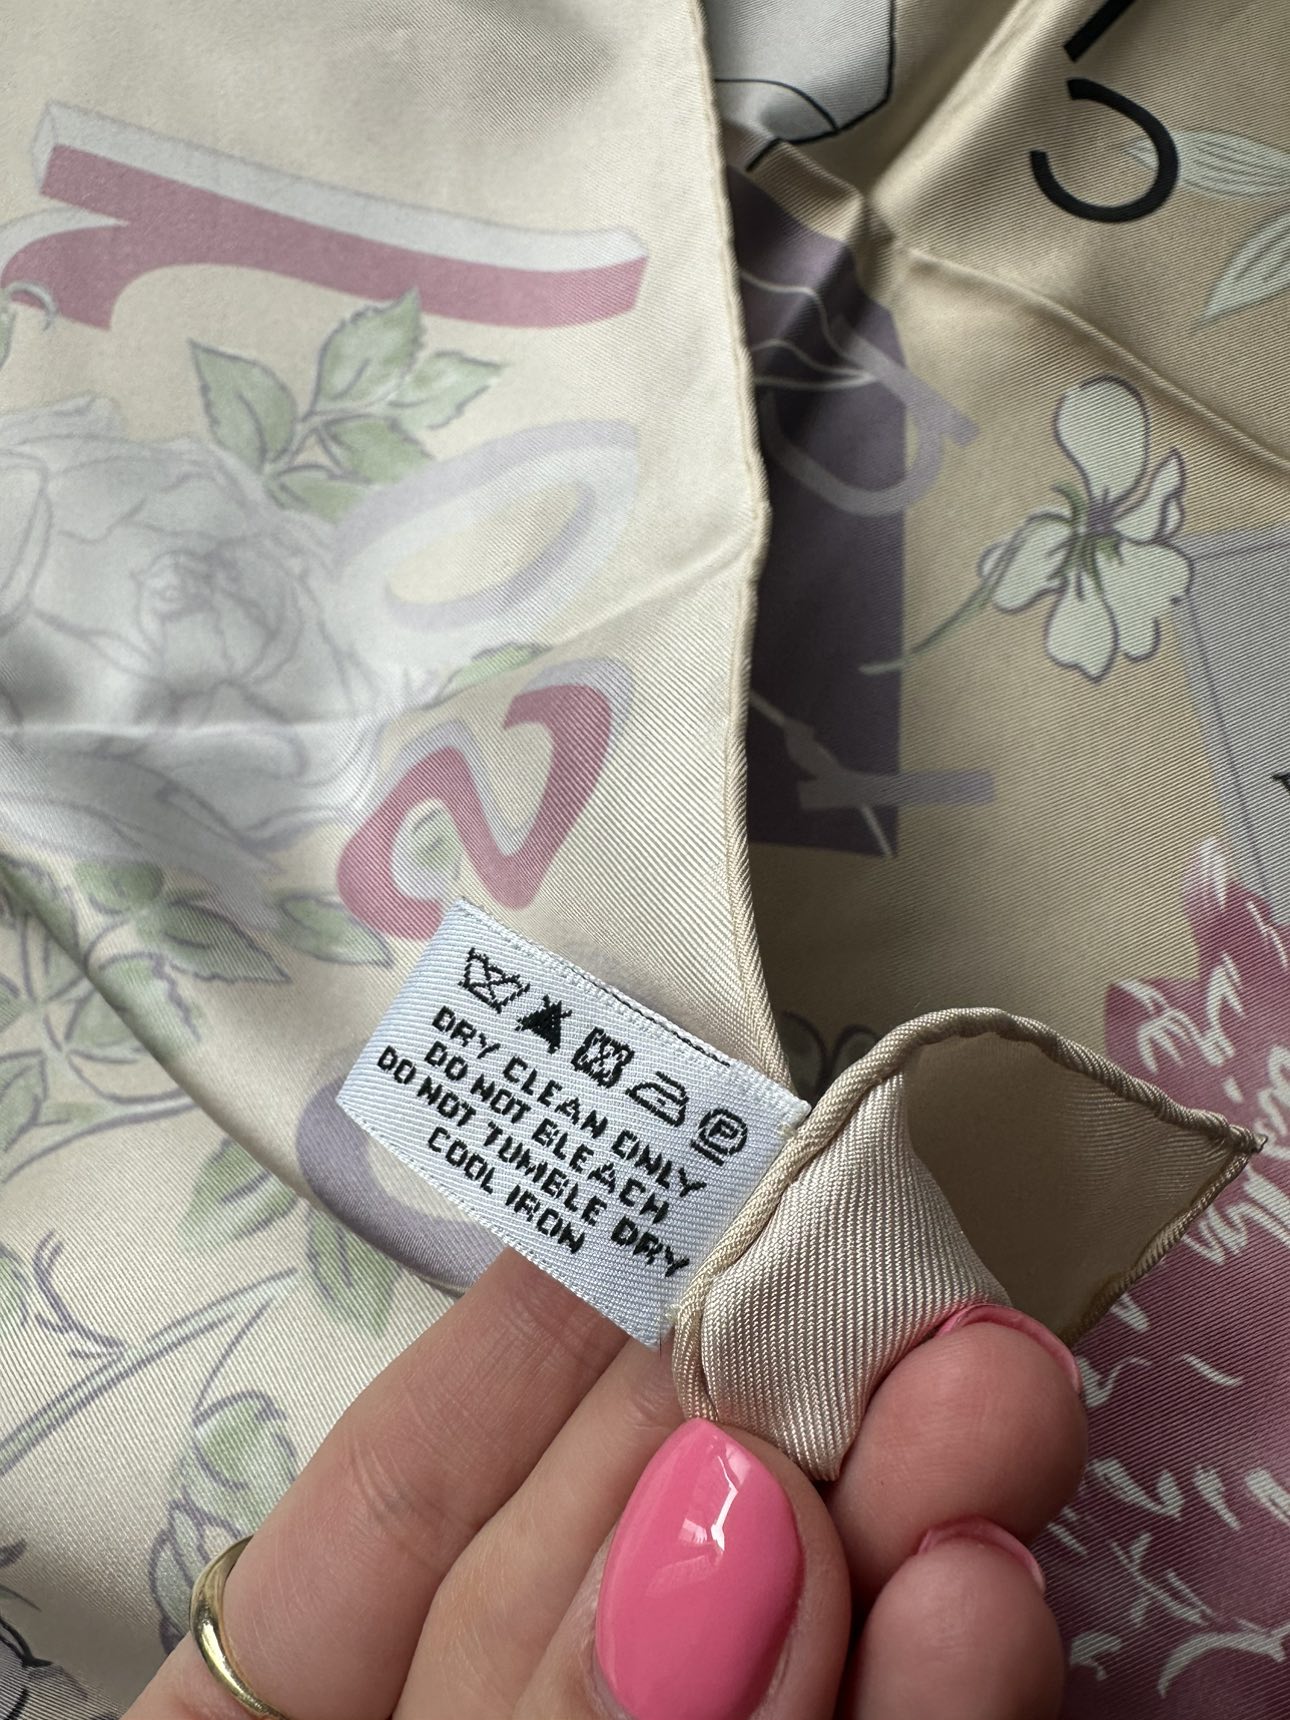 DRY CLEAN ONLY
DO NOT BLEACH
DO NOT TUMBLE DRY
COOL IRON